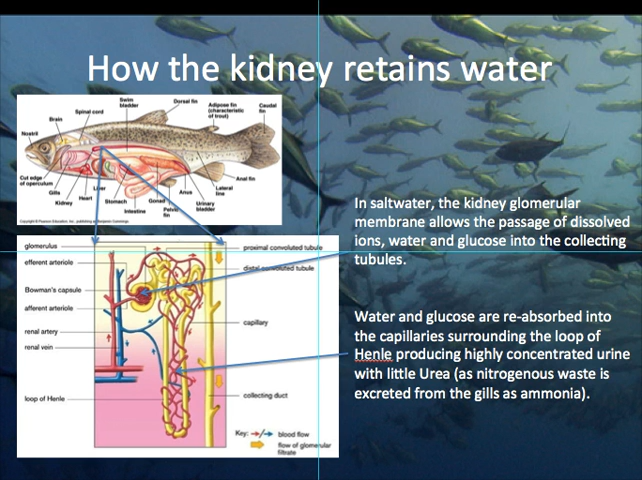 How the kidney retains water
Swim
bladder
Dorsal fin
Spinal cord
Adipose fin
(characteristic
of trout)
Caudal
fin
Brain
Nostril
Cut edge
of operculum
Gills
Kidney
Heart
Liver
Stomach
Intestine
Gonad
Pelvic
fin
Anus
Urinary
bladder
Lateral
line
Anal fin
In saltwater, the kidney glomerular
membrane allows the passage of dissolved
ions, water and glucose into the collecting
tubules.
glomerulus
efferent arteriole
Bowman's capsule
afferent arteriole
renal artery
renal vein
loop of Henle
proximal convoluted tubule
distal convoluted tubule
capillary
collecting duct
Key:
blood flow
flow of glomerular
filtrate
Water and glucose are re-absorbed into
the capillaries surrounding the loop of
Henle producing highly concentrated urine
with little Urea (as nitrogenous waste is
excreted from the gills as ammonia).